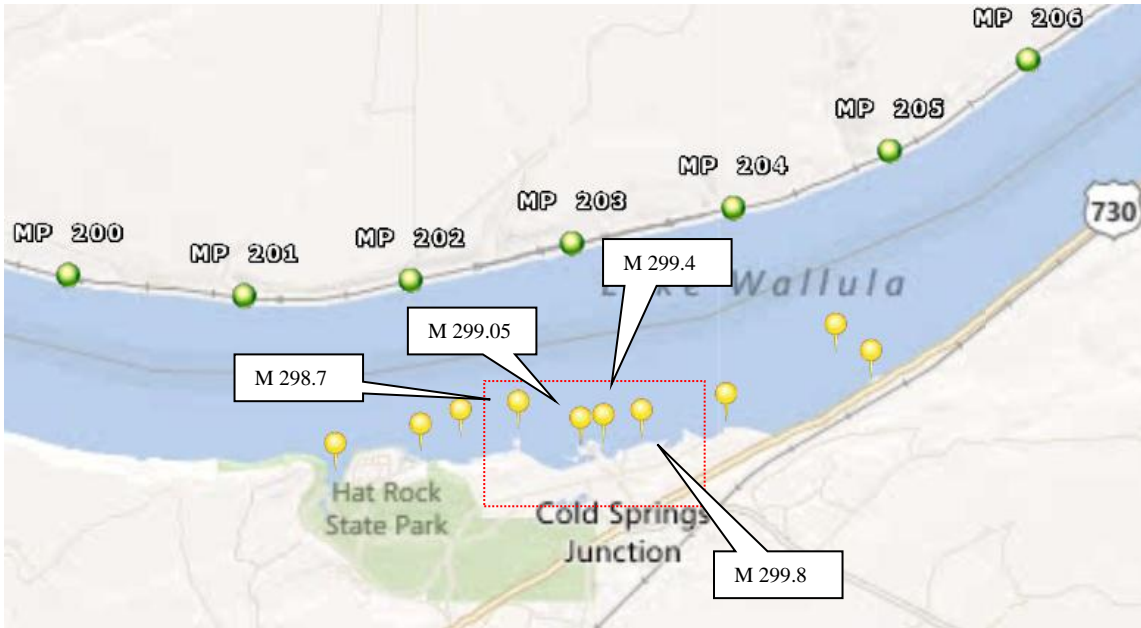 MP 206
MP 205
MP 204
MP 203
MP 202
MP 201
MP 200
730
M 299.4
Wallula
M 299.05
M 298.7
Hat Rock
State Park
Cold Springs
Junction
M 299.8